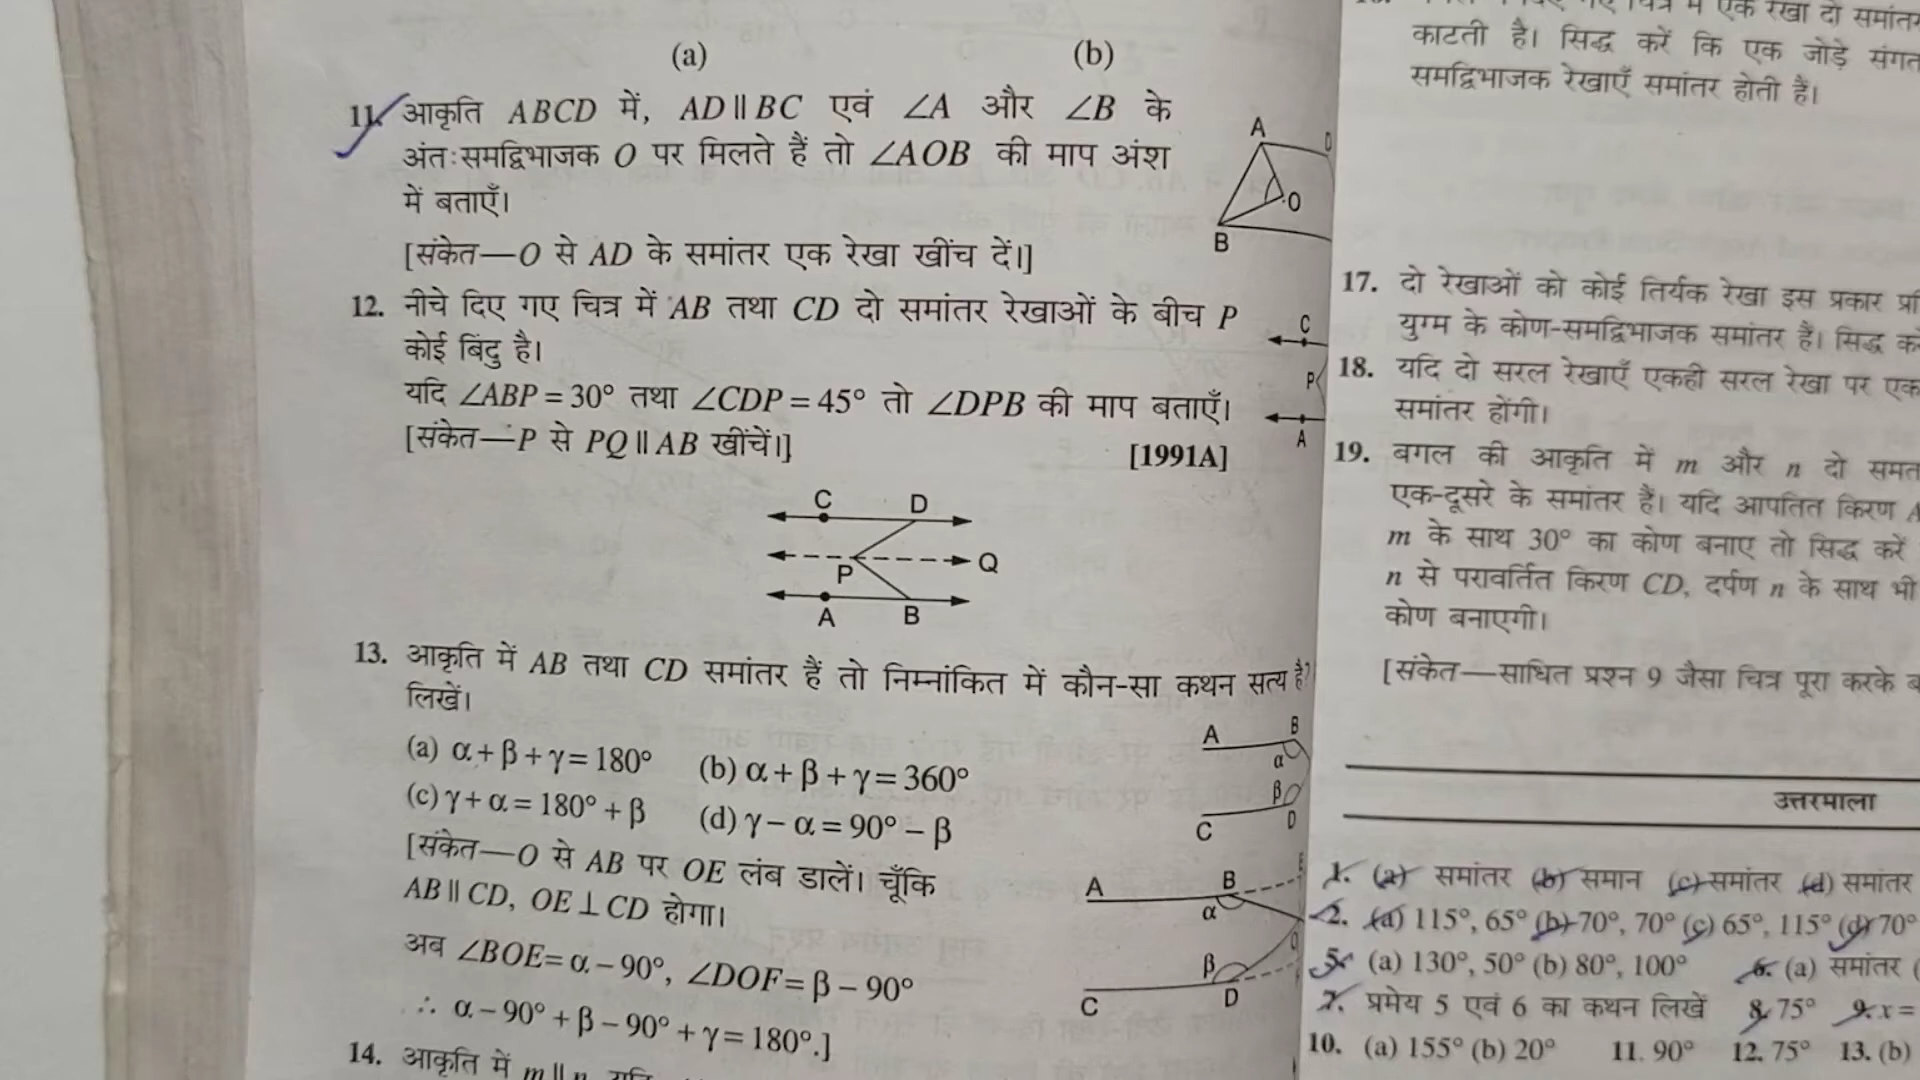 (a) (b)
11. आकृति ABCD में, AD || BC एवं ∠A और ∠B के
अंतःसमद्विभाजक O पर मिलते हैं तो ∠AOB की माप अंश
में बताएँ।
[संकेत—O से AD के समांतर एक रेखा खींच दें।]
A
D
O
B
12. नीचे दिए गए चित्र में AB तथा CD दो समांतर रेखाओं के बीच P
कोई बिंदु है।
यदि ∠ABP = 30° तथा ∠CDP = 45° तो ∠DPB की माप बताएँ।
[संकेत—P से PQ || AB खींचें।] [1991A]
C
P
A
C D
Q
P
A B
13. आकृति में AB तथा CD समांतर हैं तो निम्नांकित में कौन-सा कथन सत्य है?
लिखें।
(a) α + β + γ = 180° (b) α + β + γ = 360°
(c) γ + α = 180° + β (d) γ − α = 90° − β
[संकेत—O से AB पर OE लंब डालें। चूँकि
AB || CD, OE ⊥ CD होगा।
अब ∠BOE = α − 90°, ∠DOF = β − 90°
∴ α − 90° + β − 90° + γ = 180°.]
A B
α
β
C D
A B E
α
O
β
C D
14. आकृति में m || n
एक रेखा दो समांतर
काटती है। सिद्ध करें कि एक जोड़े संगत
समद्विभाजक रेखाएँ समांतर होती हैं।
17. दो रेखाओं को कोई तिर्यक रेखा इस प्रकार
युग्म के कोण-समद्विभाजक समांतर हैं। सिद्ध
18. यदि दो सरल रेखाएँ एकही सरल रेखा पर एक
समांतर होंगी।
19. बगल की आकृति में m और n दो
एक-दूसरे के समांतर हैं। यदि आपतित किरण
m के साथ 30° का कोण बनाए तो सिद्ध करें
n से परावर्तित किरण CD, दर्पण n के साथ भी
कोण बनाएगी।
[संकेत—साधित प्रश्न 9 जैसा चित्र पूरा करके
उत्तरमाला
1. (a) समांतर (b) समान (c) समांतर (d) समांतर
2. (a) 115°, 65° (b) 70°, 70° (c) 65°, 115° (d) 70°
5. (a) 130°, 50° (b) 80°, 100° 6. (a) समांतर
7. प्रमेय 5 एवं 6 का कथन लिखें 8. 75° 9. x =
10. (a) 155° (b) 20° 11. 90° 12. 75° 13. (b)